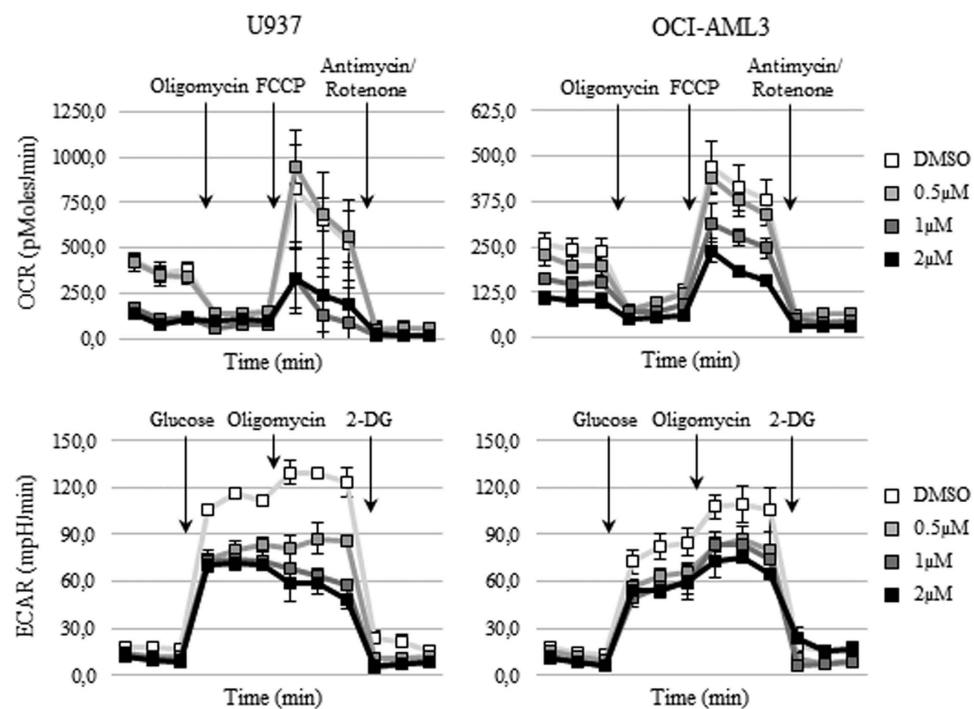 U937
OCI-AML3
Oligomycin
FCCP
Antimycin/
Rotenone
OCR (pMoles/min)
1250,0
1000,0
750,0
500,0
250,0
0,0
Time (min)
Oligomycin
FCCP
Antimycin/
Rotenone
625,0
500,0
375,0
250,0
125,0
0,0
Time (min)
DMSO
0.5µM
1µM
2µM
Glucose
Oligomycin
2-DG
ECAR (mpH/min)
150,0
120,0
90,0
60,0
30,0
0,0
Time (min)
Glucose
Oligomycin
2-DG
150,0
120,0
90,0
60,0
30,0
0,0
Time (min)
DMSO
0.5µM
1µM
2µM